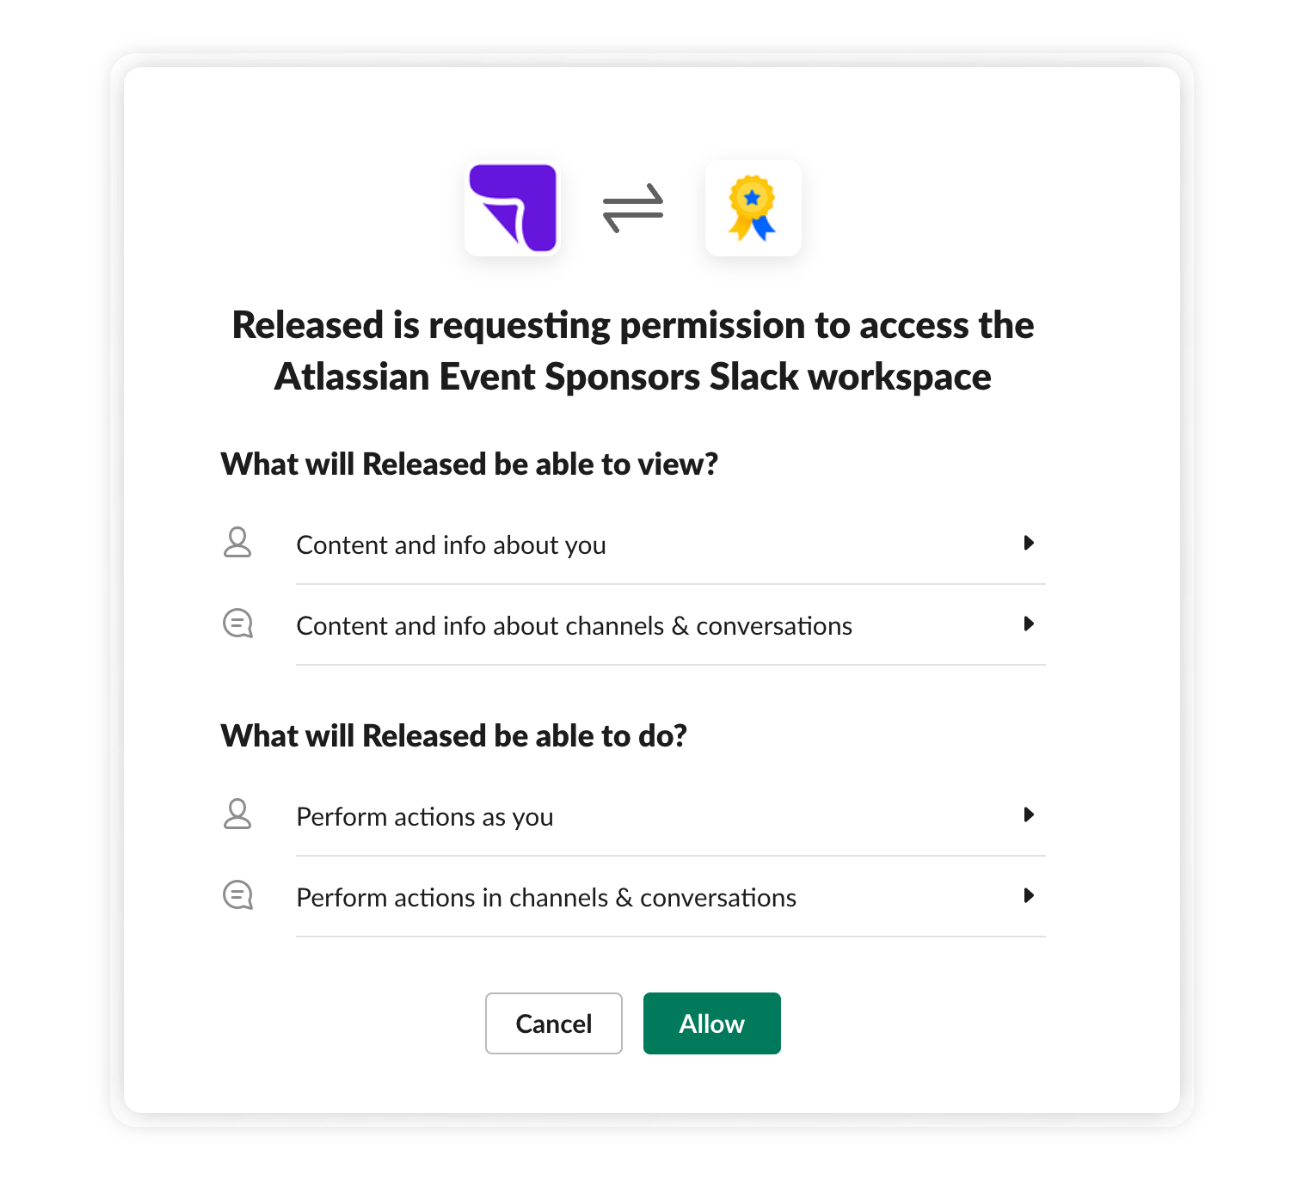 Released is requesting permission to access the
Atlassian Event Sponsors Slack workspace
What will Released be able to view?
Content and info about you
Content and info about channels & conversations
What will Released be able to do?
Perform actions as you
Perform actions in channels & conversations
Cancel
Allow